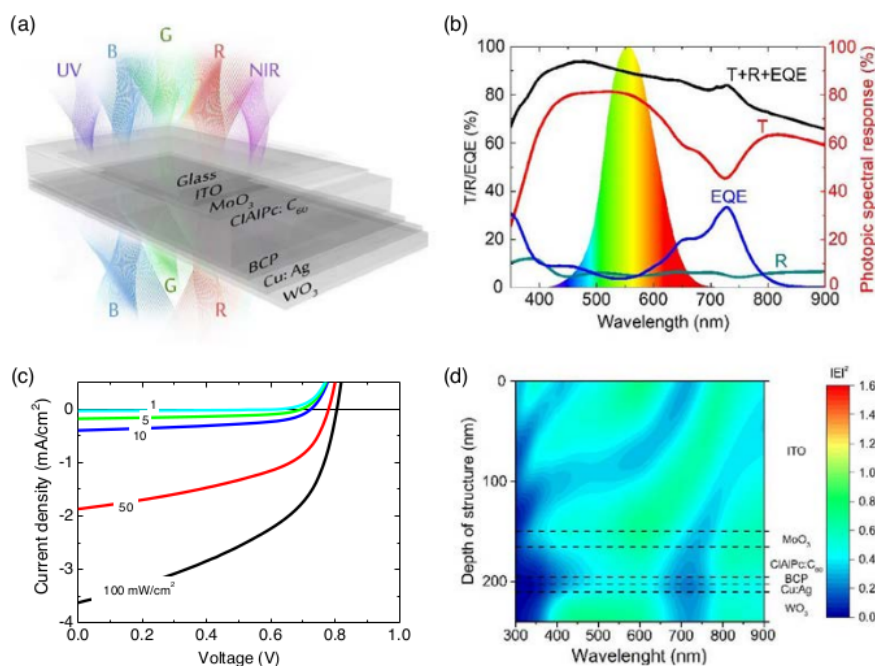 (a)
UV
B
G
R
NIR
Glass
ITO
MoO3
ClAlPc: C60
BCP
Cu: Ag
WO3
B
G
R
(b)
T/R/EQE (%)
100
80
60
40
20
0
T+R+EQE
T
EQE
R
100
80
60
40
20
0
Photopic spectral response (%)
400 500 600 700 800 900
Wavelength (nm)
(c)
Current density (mA/cm²)
0
-1
-2
-3
-4
1
5
10
50
100 mW/cm²
0.0 0.2 0.4 0.6 0.8 1.0
Voltage (V)
(d)
Depth of structure (nm)
0
100
200
ITO
MoO3
ClAlPc:C60
BCP
Cu:Ag
WO3
300 400 500 600 700 800 900
Wavelenght (nm)
|E|²
1.6
1.4
1.2
1.0
0.8
0.6
0.4
0.2
0.0